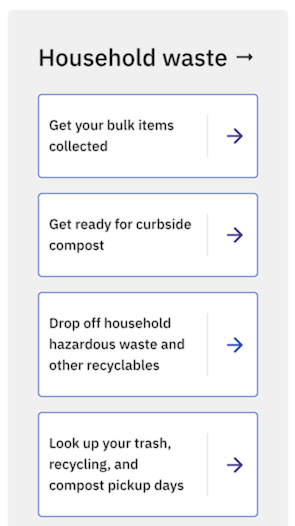 Household waste →
Get your bulk items
collected
Get ready for curbside
compost
Drop off household
hazardous waste and
other recyclables
Look up your trash,
recycling, and
compost pickup days